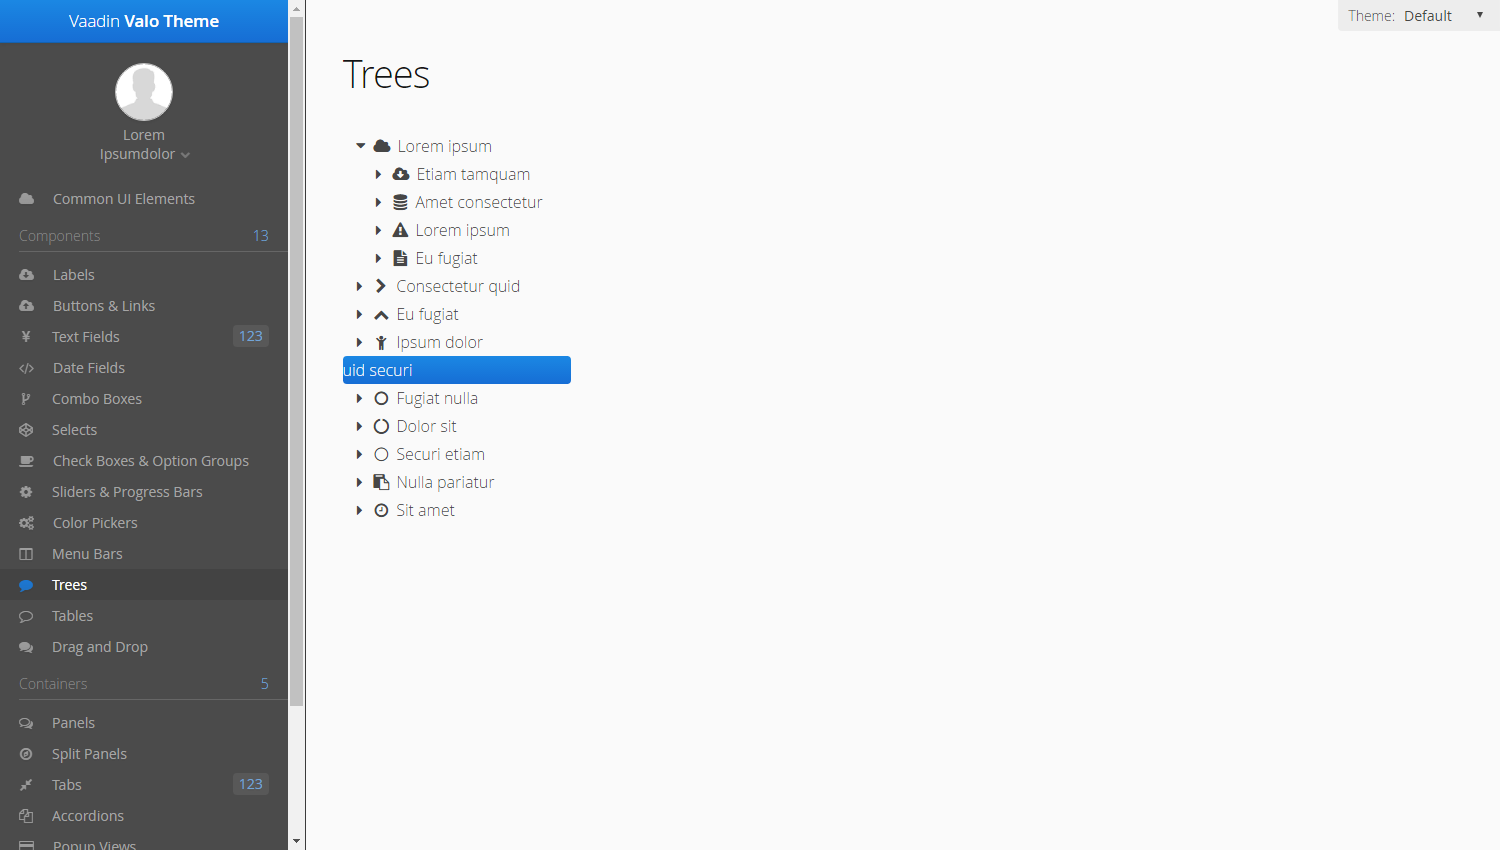 Vaadin Valo Theme
Lorem
Ipsumdolor
Common UI Elements
Components 13
Labels
Buttons & Links
Text Fields 123
Date Fields
Combo Boxes
Selects
Check Boxes & Option Groups
Sliders & Progress Bars
Color Pickers
Menu Bars
Trees
Tables
Drag and Drop
Containers 5
Panels
Split Panels
Tabs 123
Accordions
Popup Views
Theme: Default
Trees
Lorem ipsum
Etiam tamquam
Amet consectetur
Lorem ipsum
Eu fugiat
Consectetur quid
Eu fugiat
Ipsum dolor
uid securi
Fugiat nulla
Dolor sit
Securi etiam
Nulla pariatur
Sit amet